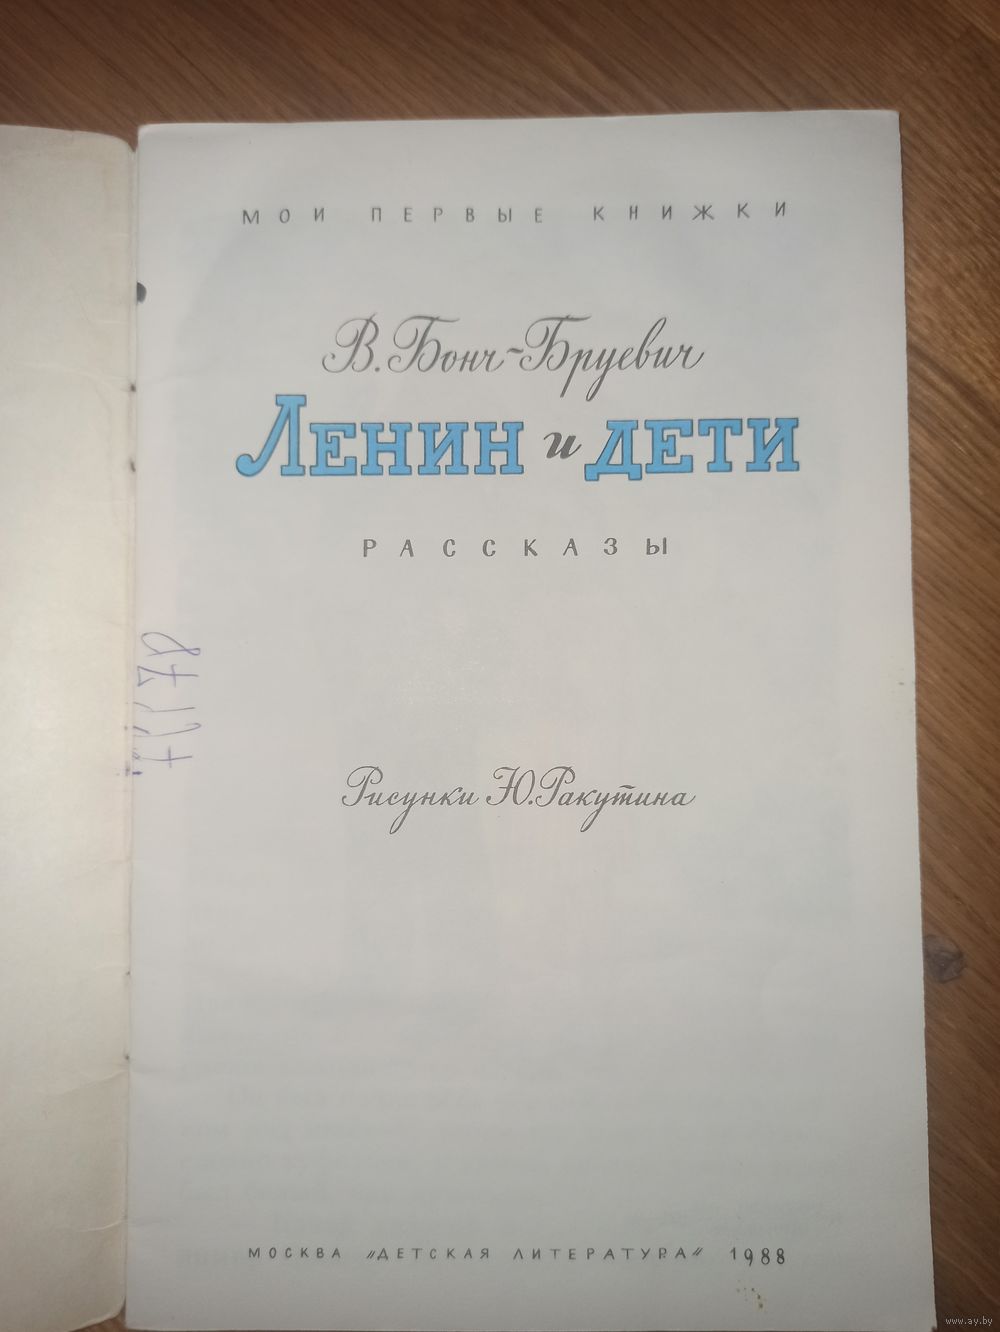 МОИ ПЕРВЫЕ КНИЖКИ
В. Бонч-Бруевич
ЛЕНИН и ДЕТИ
РАССКАЗЫ
Рисунки Ю. Ракутина
МОСКВА „ДЕТСКАЯ ЛИТЕРАТУРА“ 1988
www.ay.by